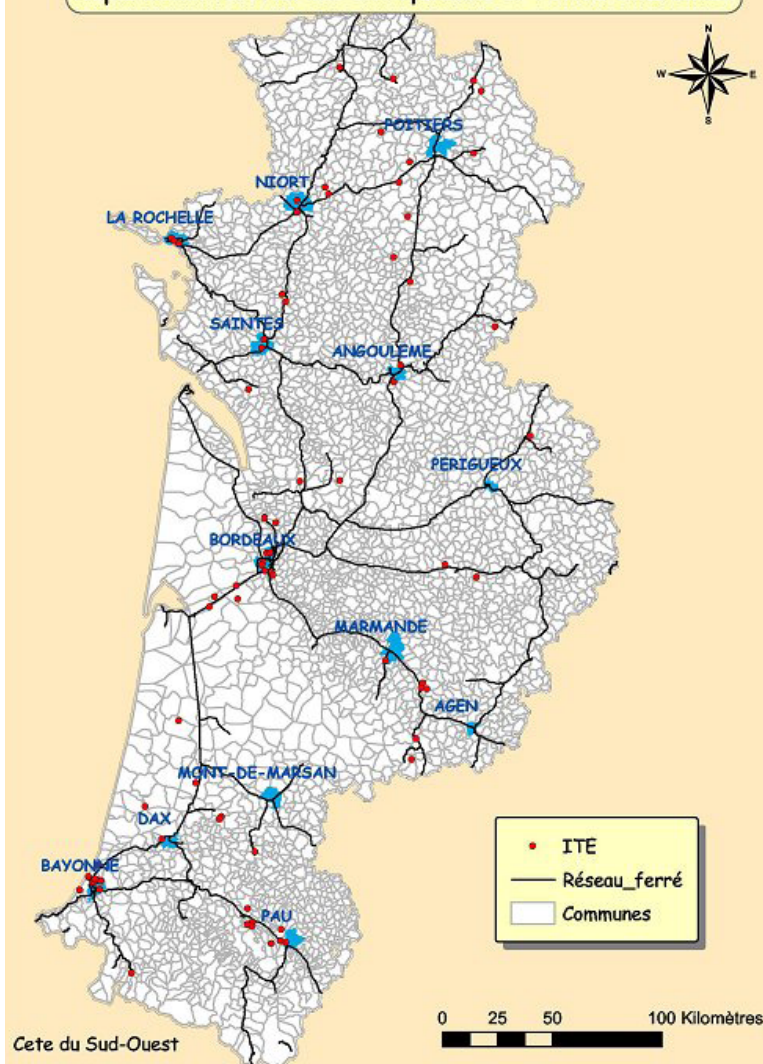 N
W E
S
POITIERS
NIORT
LA ROCHELLE
SAINTES
ANGOULEME
PERIGUEUX
BORDEAUX
MARMANDE
AGEN
MONT-DE-MARSAN
DAX
BAYONNE
PAU
ITE
Réseau_ferré
Communes
0 25 50 100 Kilomètres
Cete du Sud-Ouest